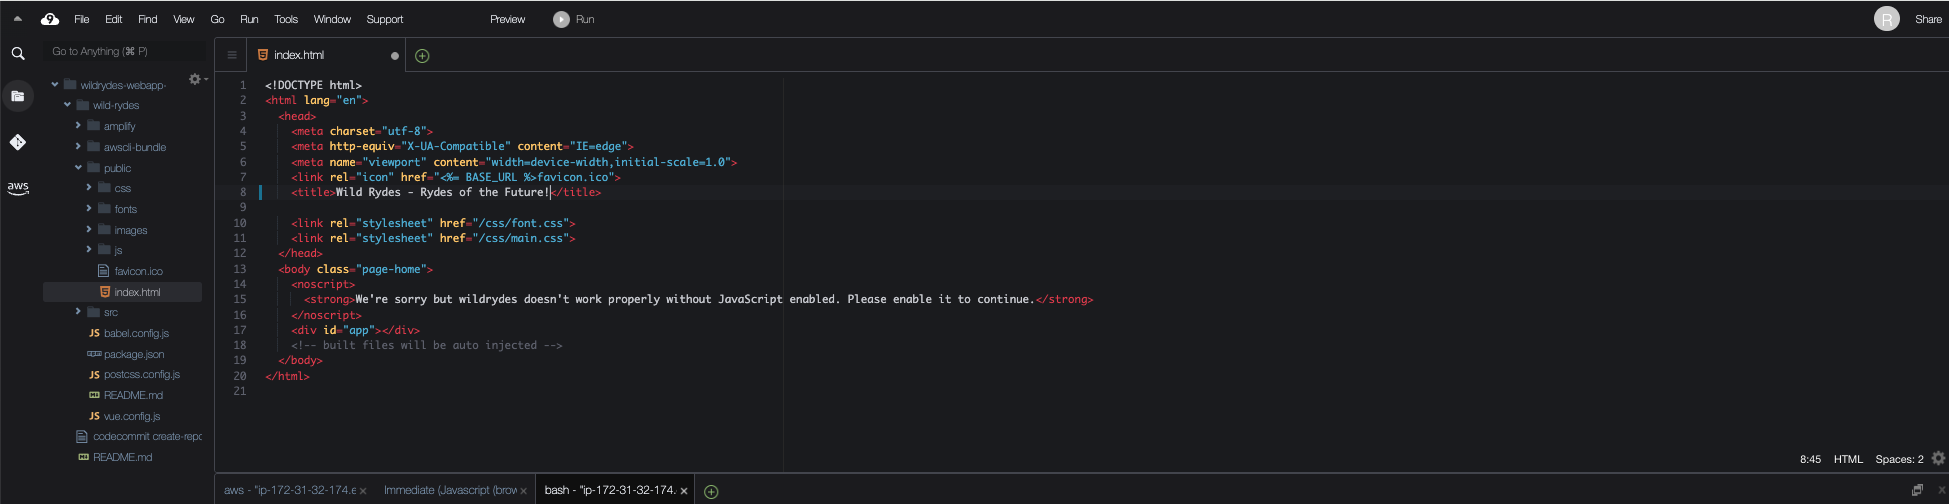 9 File Edit Find View Go Run Tools Window Support Preview Run R Share
Go to Anything (⌘ P)
index.html
wildrydes-webapp-
wild-rydes
amplify
awscli-bundle
public
css
fonts
images
js
favicon.ico
index.html
src
babel.config.js
package.json
postcss.config.js
README.md
vue.config.js
codecommit create-repo
README.md
aws
1 <!DOCTYPE html>
2 <html lang="en">
3 <head>
4 <meta charset="utf-8">
5 <meta http-equiv="X-UA-Compatible" content="IE=edge">
6 <meta name="viewport" content="width=device-width,initial-scale=1.0">
7 <link rel="icon" href="<%= BASE_URL %>favicon.ico">
8 <title>Wild Rydes - Rydes of the Future!</title>
9
10 <link rel="stylesheet" href="/css/font.css">
11 <link rel="stylesheet" href="/css/main.css">
12 </head>
13 <body class="page-home">
14 <noscript>
15 <strong>We're sorry but wildrydes doesn't work properly without JavaScript enabled. Please enable it to continue.</strong>
16 </noscript>
17 <div id="app"></div>
18 <!-- built files will be auto injected -->
19 </body>
20 </html>
21
8:45 HTML Spaces: 2
aws - "ip-172-31-32-174.e Immediate (Javascript (brow bash - "ip-172-31-32-174.